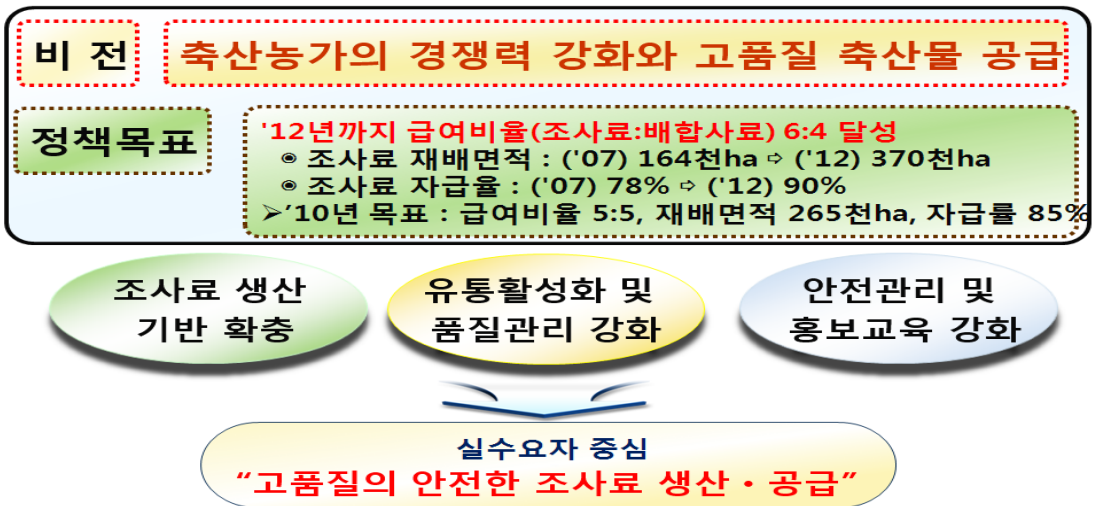 비 전
축산농가의 경쟁력 강화와 고품질 축산물 공급
정책목표
'12년까지 급여비율(조사료:배합사료) 6:4 달성
◉ 조사료 재배면적 : ('07) 164천ha ⇨ ('12) 370천ha
◉ 조사료 자급율 : ('07) 78% ⇨ ('12) 90%
➢'10년 목표 : 급여비율 5:5, 재배면적 265천ha, 자급률 85%
조사료 생산
기반 확충
유통활성화 및
품질관리 강화
안전관리 및
홍보교육 강화
실수요자 중심
“고품질의 안전한 조사료 생산・공급”